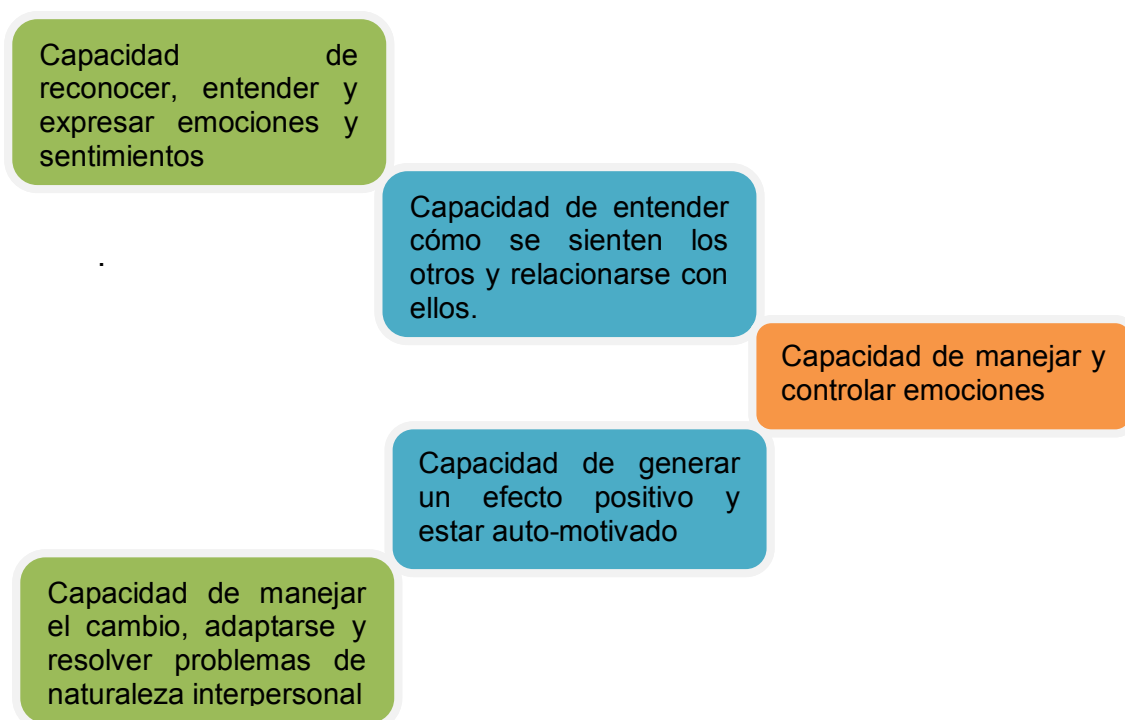 Capacidad de
reconocer, entender y
expresar emociones y
sentimientos
Capacidad de entender
cómo se sienten los
otros y relacionarse con
ellos.
.
Capacidad de manejar y
controlar emociones
Capacidad de generar
un efecto positivo y
estar auto-motivado
Capacidad de manejar
el cambio, adaptarse y
resolver problemas de
naturaleza interpersonal